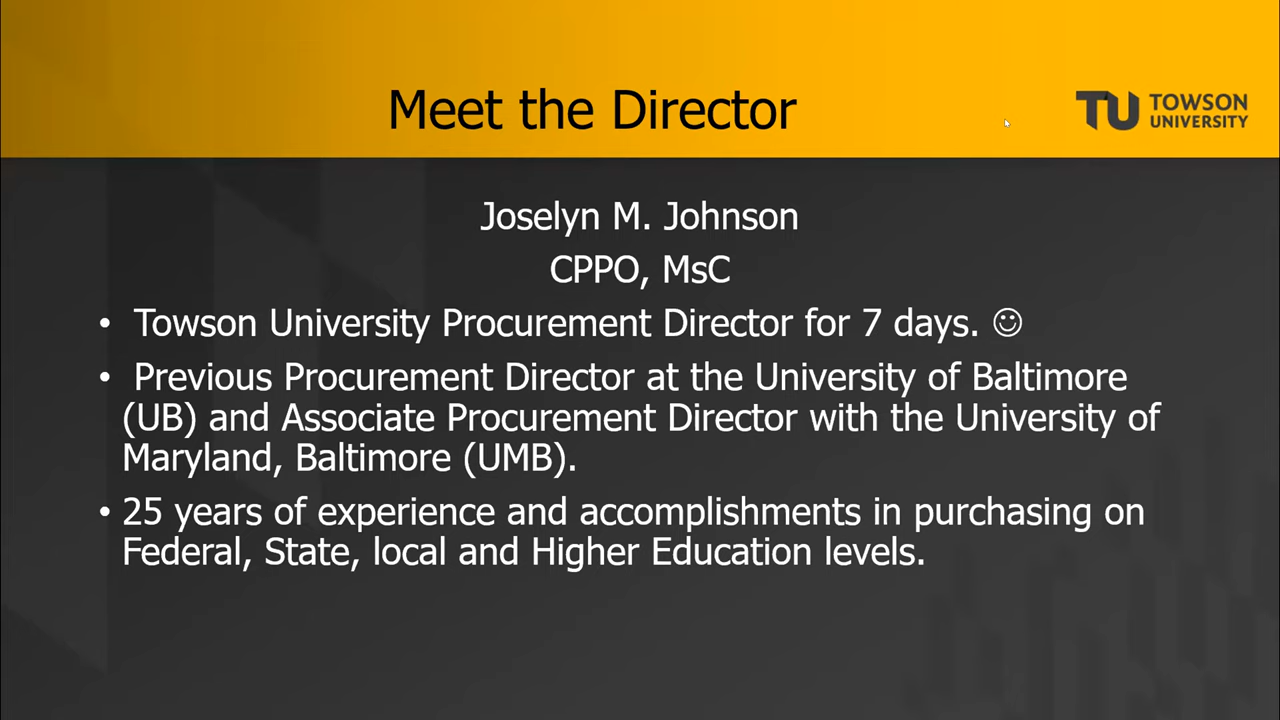 Meet the Director
TU TOWSON
UNIVERSITY
Joselyn M. Johnson
CPPO, MsC
• Towson University Procurement Director for 7 days. ☺
• Previous Procurement Director at the University of Baltimore
(UB) and Associate Procurement Director with the University of
Maryland, Baltimore (UMB).
• 25 years of experience and accomplishments in purchasing on
Federal, State, local and Higher Education levels.